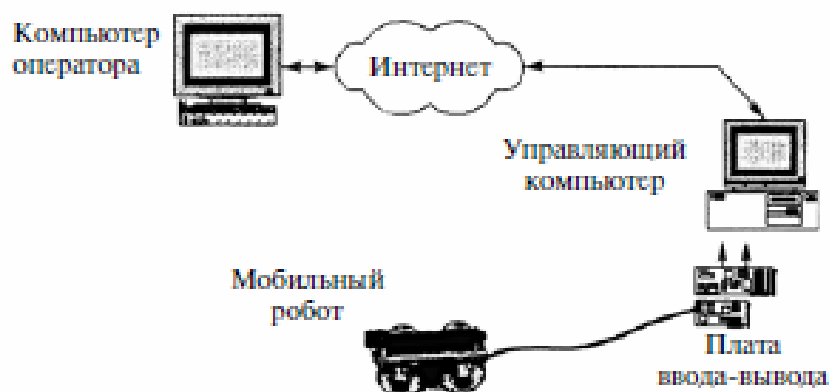 Компьютер
оператора
Интернет
Управляющий
компьютер
Мобильный
робот
Плата
ввода-вывода